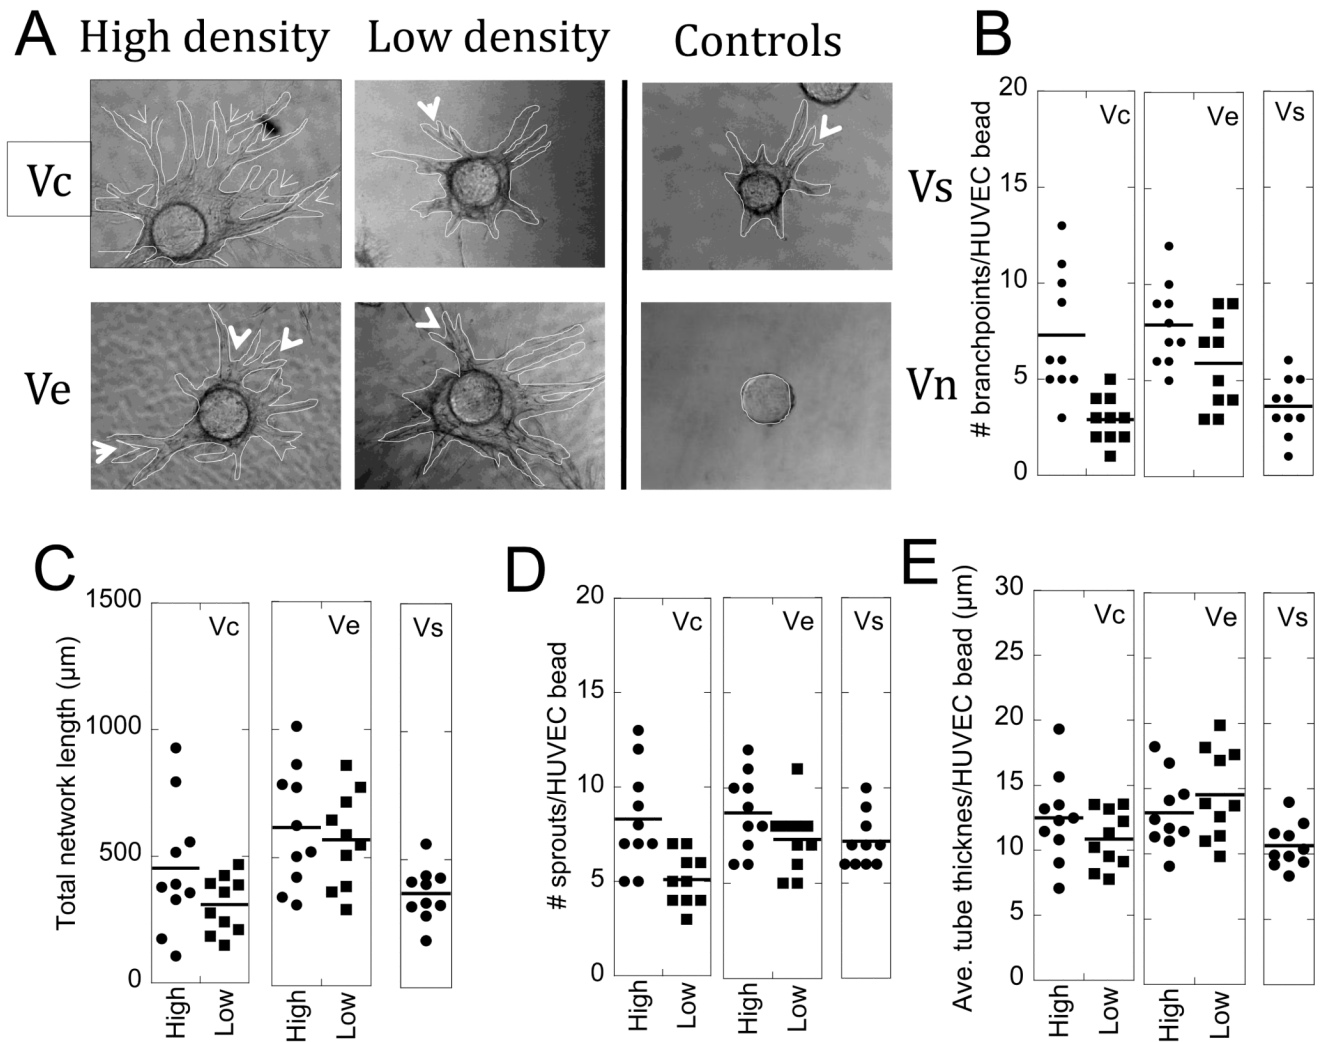 A High density Low density Controls
Vc
Vs
Ve
Vn
B
# branchpoints/HUVEC bead
20
15
10
5
0
Vc
Ve
Vs
C
Total network length (µm)
1500
1000
500
0
Vc
Ve
Vs
High
Low
High
Low
D
# sprouts/HUVEC bead
20
15
10
5
0
Vc
Ve
Vs
High
Low
High
Low
E
Ave. tube thicknes/HUVEC bead (µm)
30
25
20
15
10
5
0
Vc
Ve
Vs
High
Low
High
Low